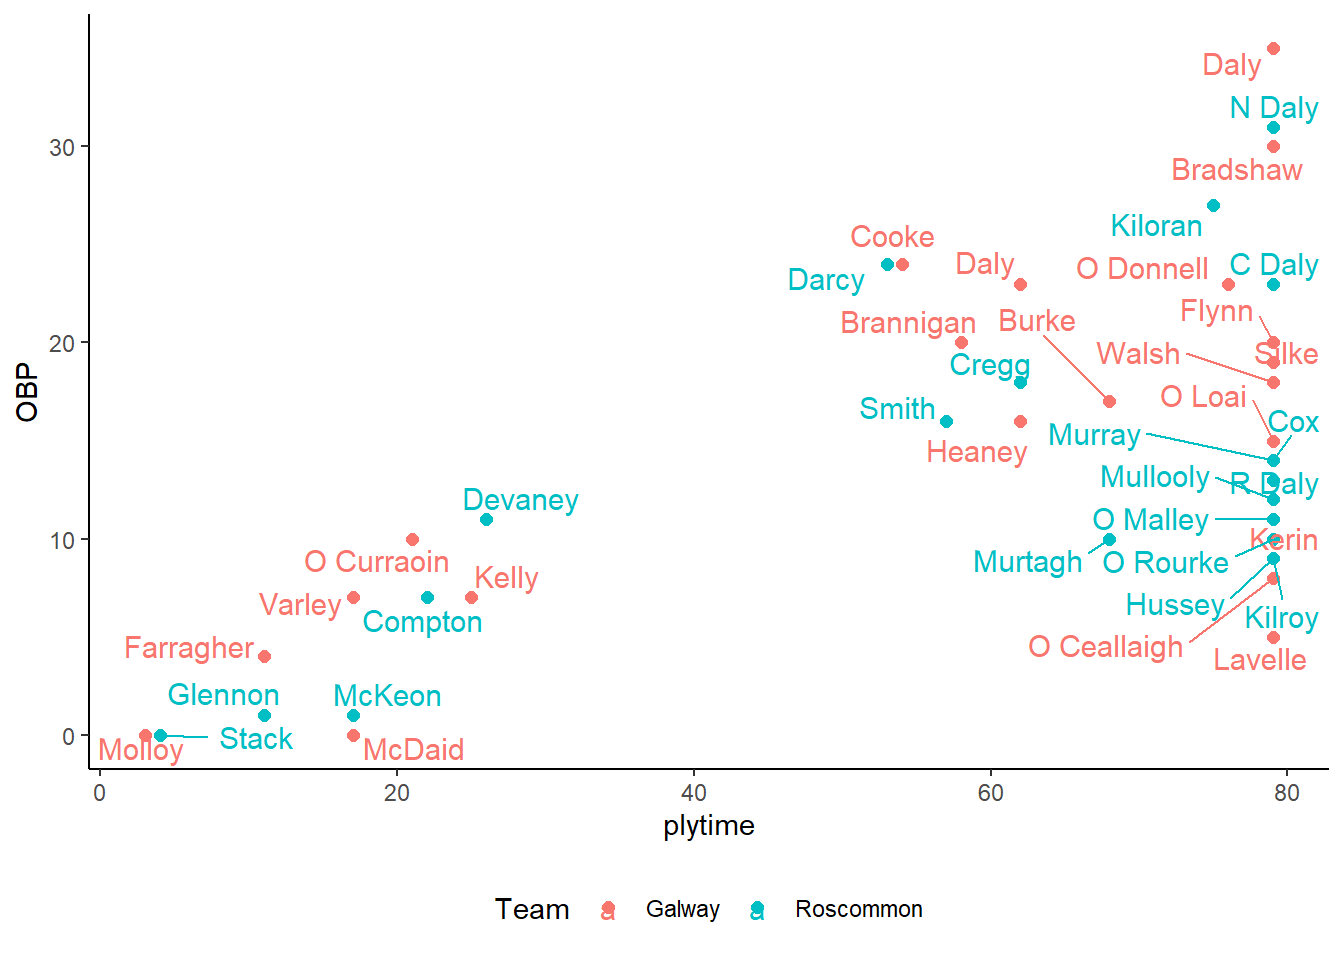 Daly
N Daly
30
Bradshaw
Kiloran
Cooke
Daly
O Donnell
C Daly
Darcy
Flynn
Brannigan
Burke
20
Walsh
Silke
Cregg
O Loai
Smith
Cox
Murray
Heaney
Mullooly
R Daly
OBP
Devaney
O Malley
10
Kerin
O Curraoin
Murtagh
O Rourke
Kelly
Varley
Hussey
Compton
Kilroy
Farragher
O Ceallaigh
Lavelle
Glennon
McKeon
0
Stack
Molloy
McDaid
0 20 40 60 80
plytime
Team a Galway a Roscommon